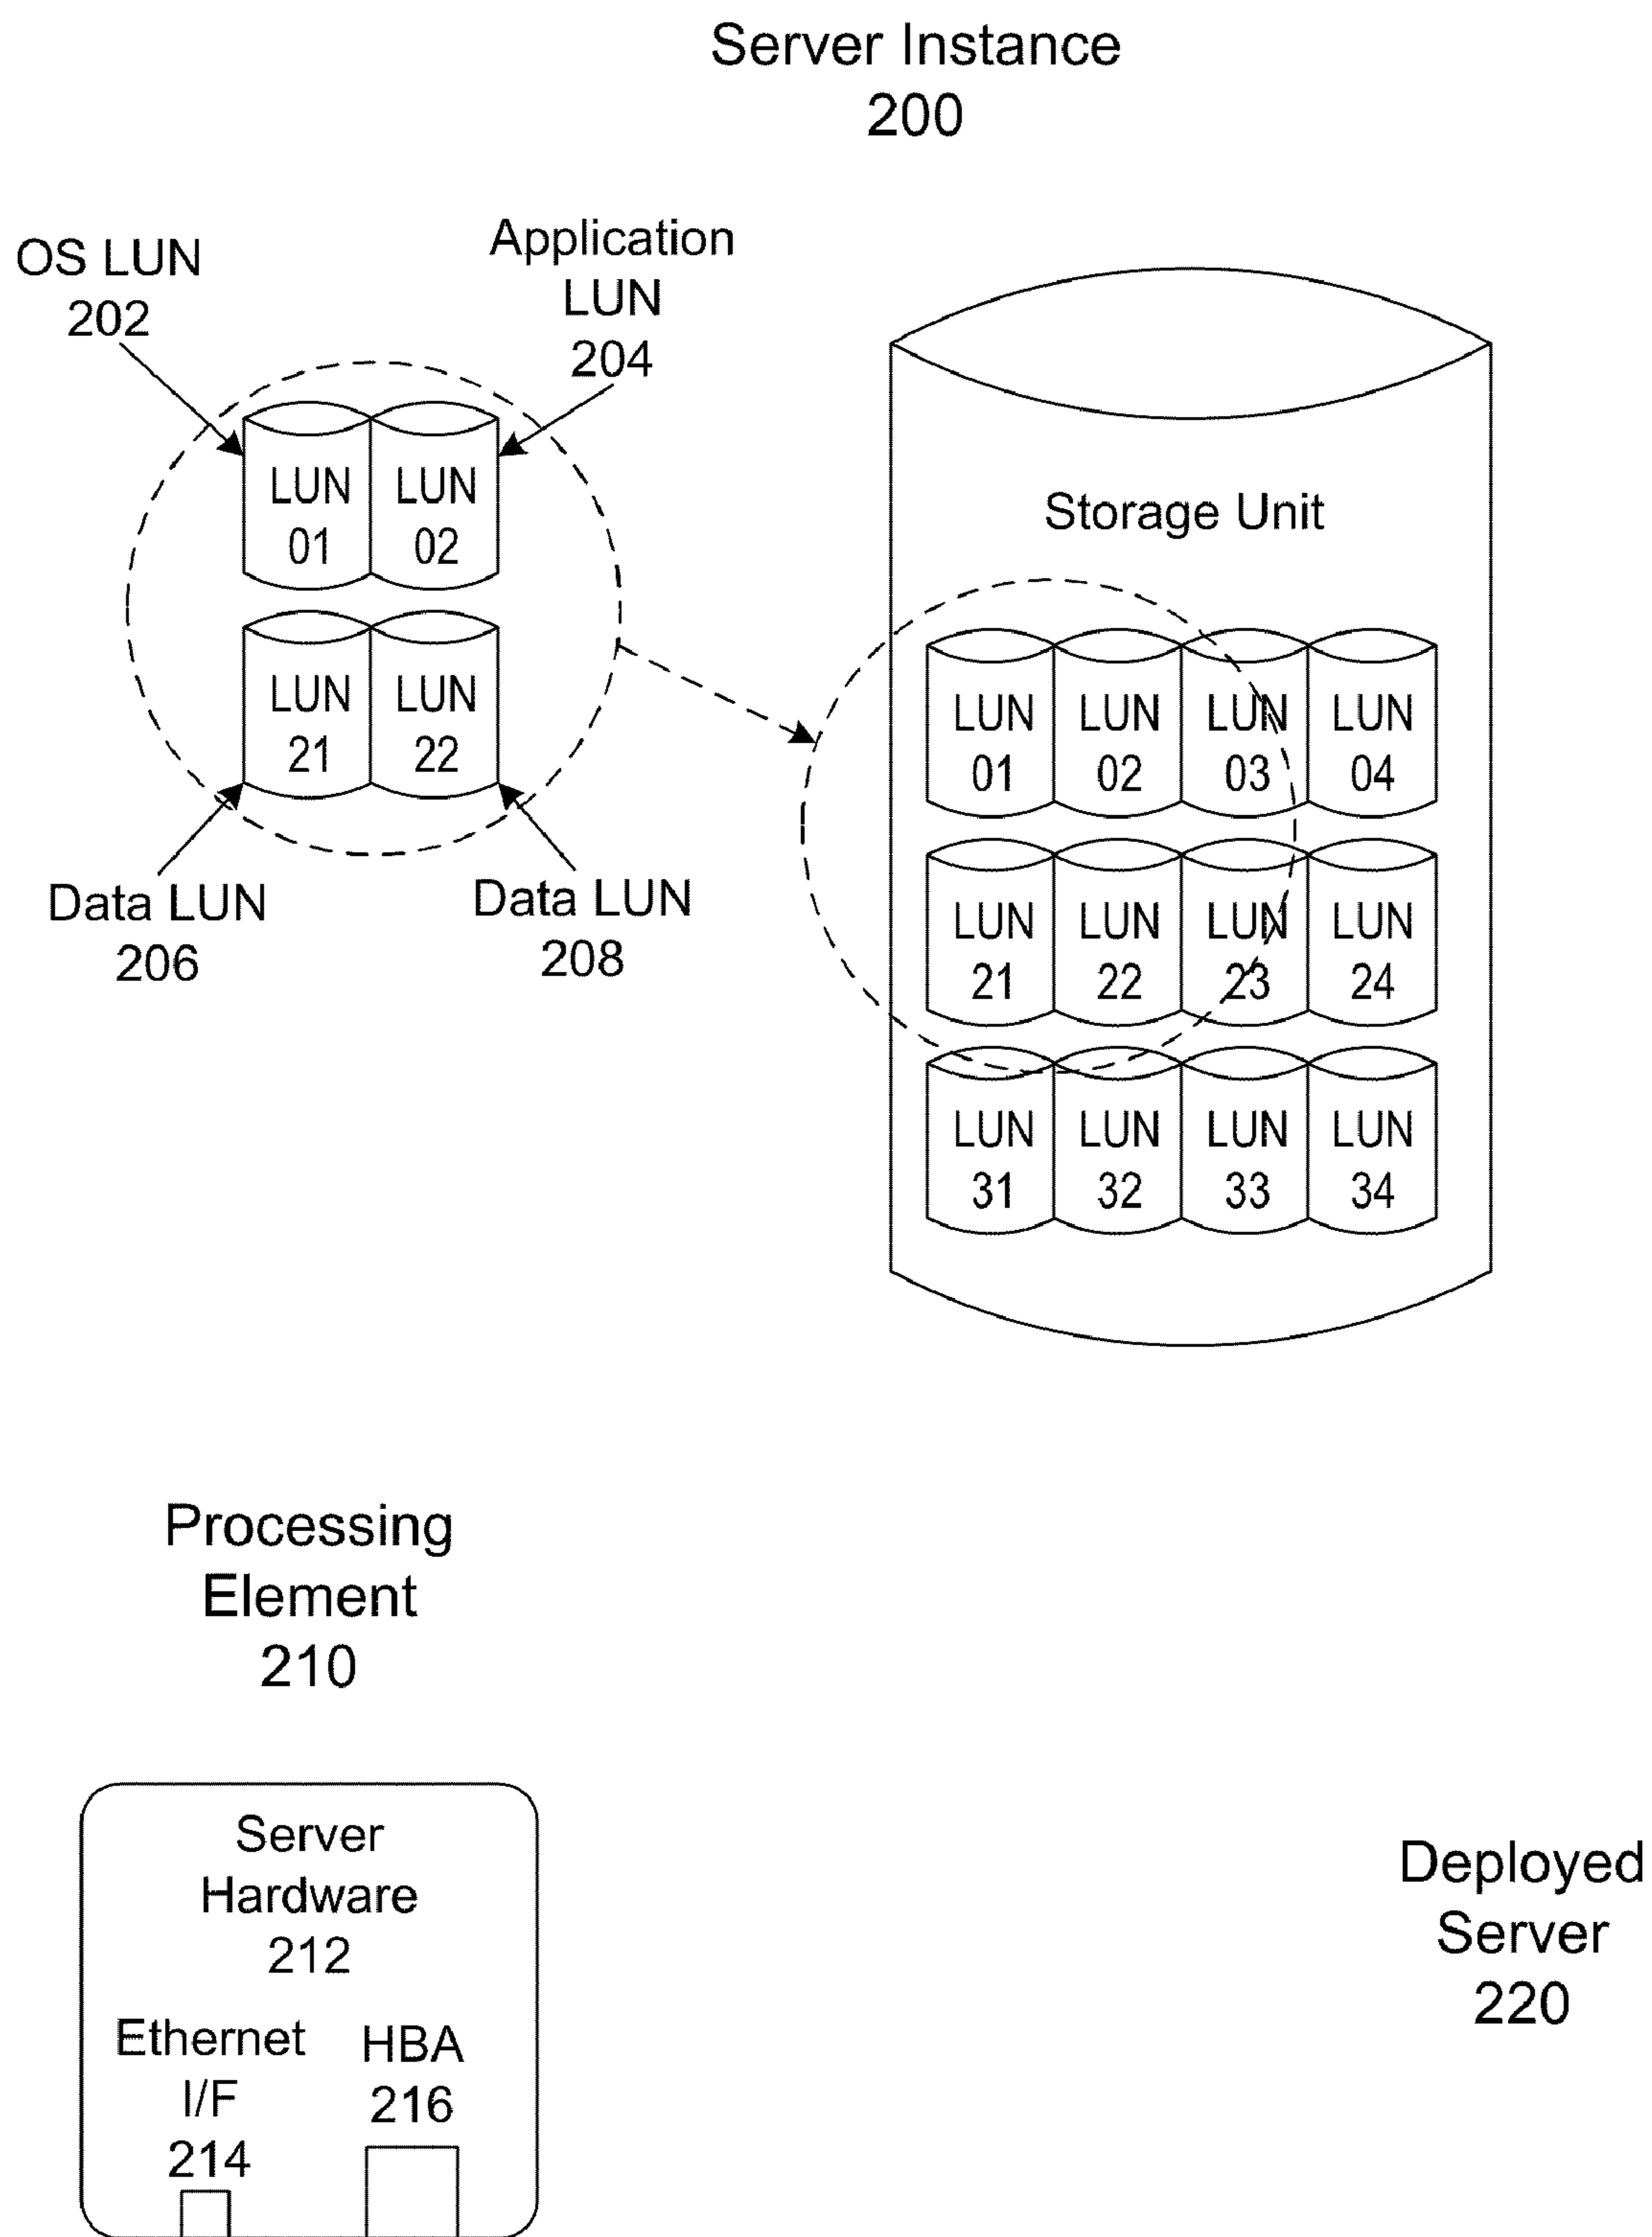 Server Instance
200
OS LUN
202
Application
LUN
204
LUN
01
LUN
02
LUN
21
LUN
22
Data LUN
206
Data LUN
208
Storage Unit
LUN
01
LUN
02
LUN
03
LUN
04
LUN
21
LUN
22
LUN
23
LUN
24
LUN
31
LUN
32
LUN
33
LUN
34
Processing
Element
210
Server
Hardware
212
Ethernet
I/F
214
HBA
216
Deployed
Server
220